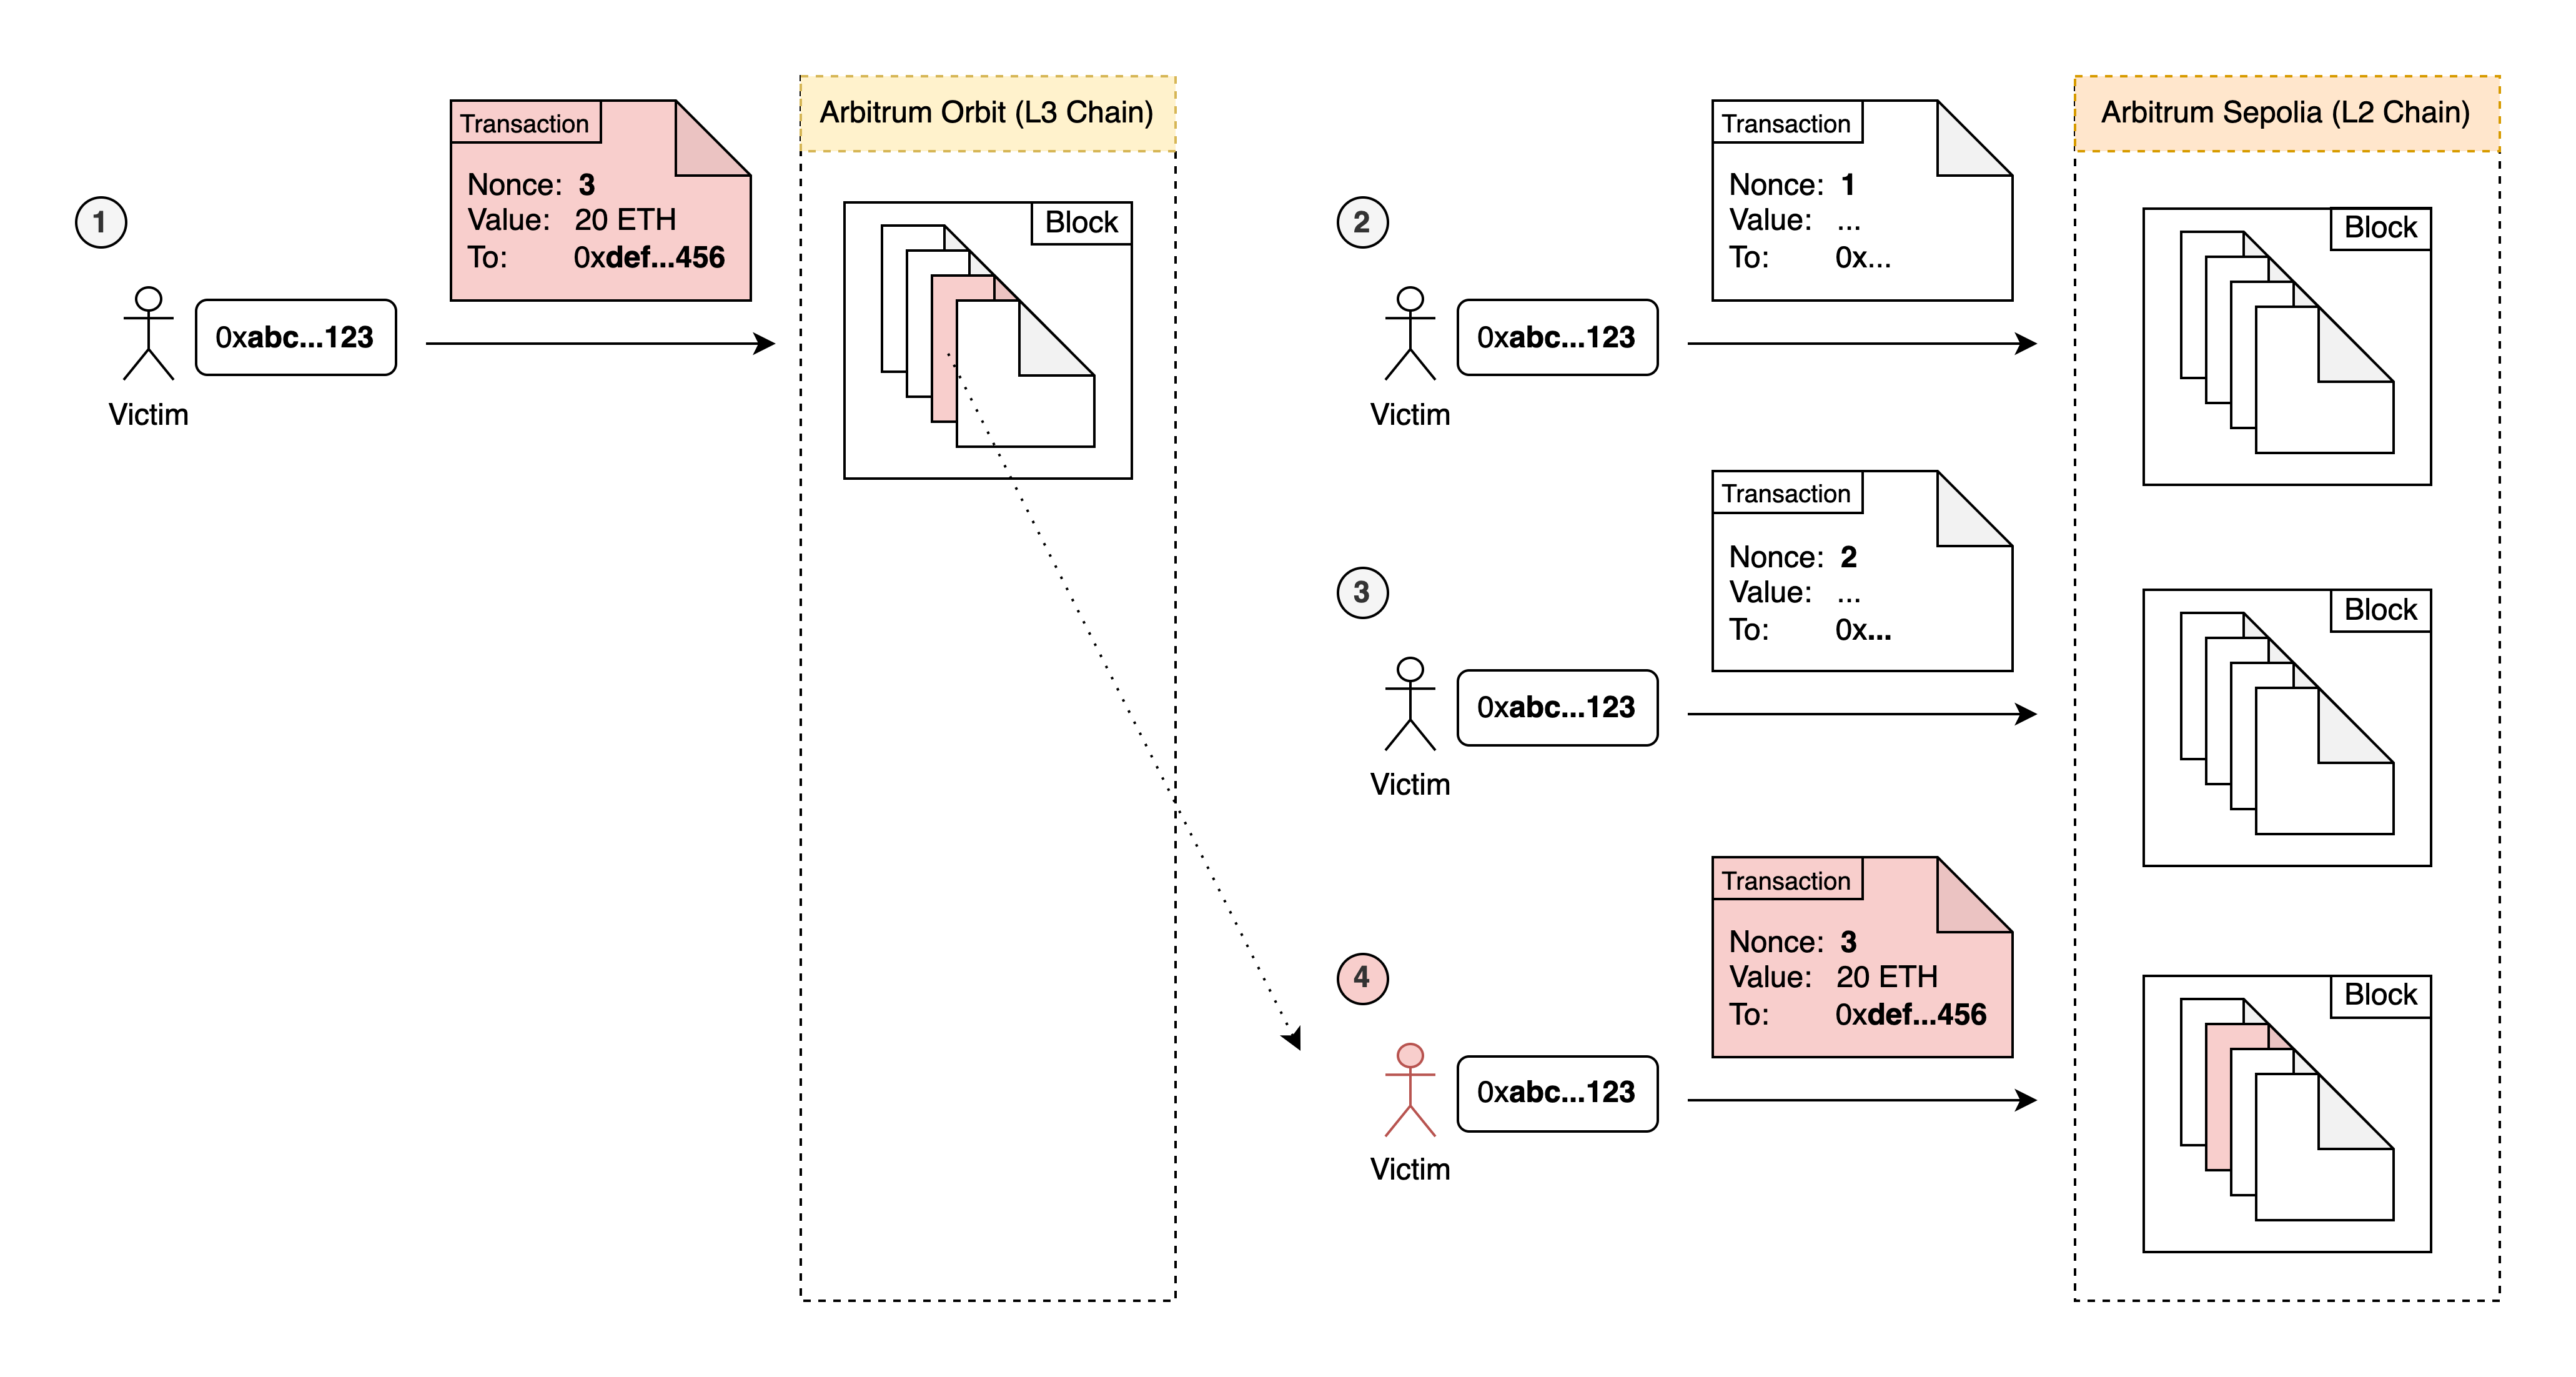 1
Victim
0xabc...123
Transaction
Nonce: 3
Value: 20 ETH
To: 0xdef...456
Arbitrum Orbit (L3 Chain)
Block
2
Victim
0xabc...123
Transaction
Nonce: 1
Value: ...
To: 0x...
Arbitrum Sepolia (L2 Chain)
Block
3
Victim
0xabc...123
Transaction
Nonce: 2
Value: ...
To: 0x...
Block
4
Victim
0xabc...123
Transaction
Nonce: 3
Value: 20 ETH
To: 0xdef...456
Block